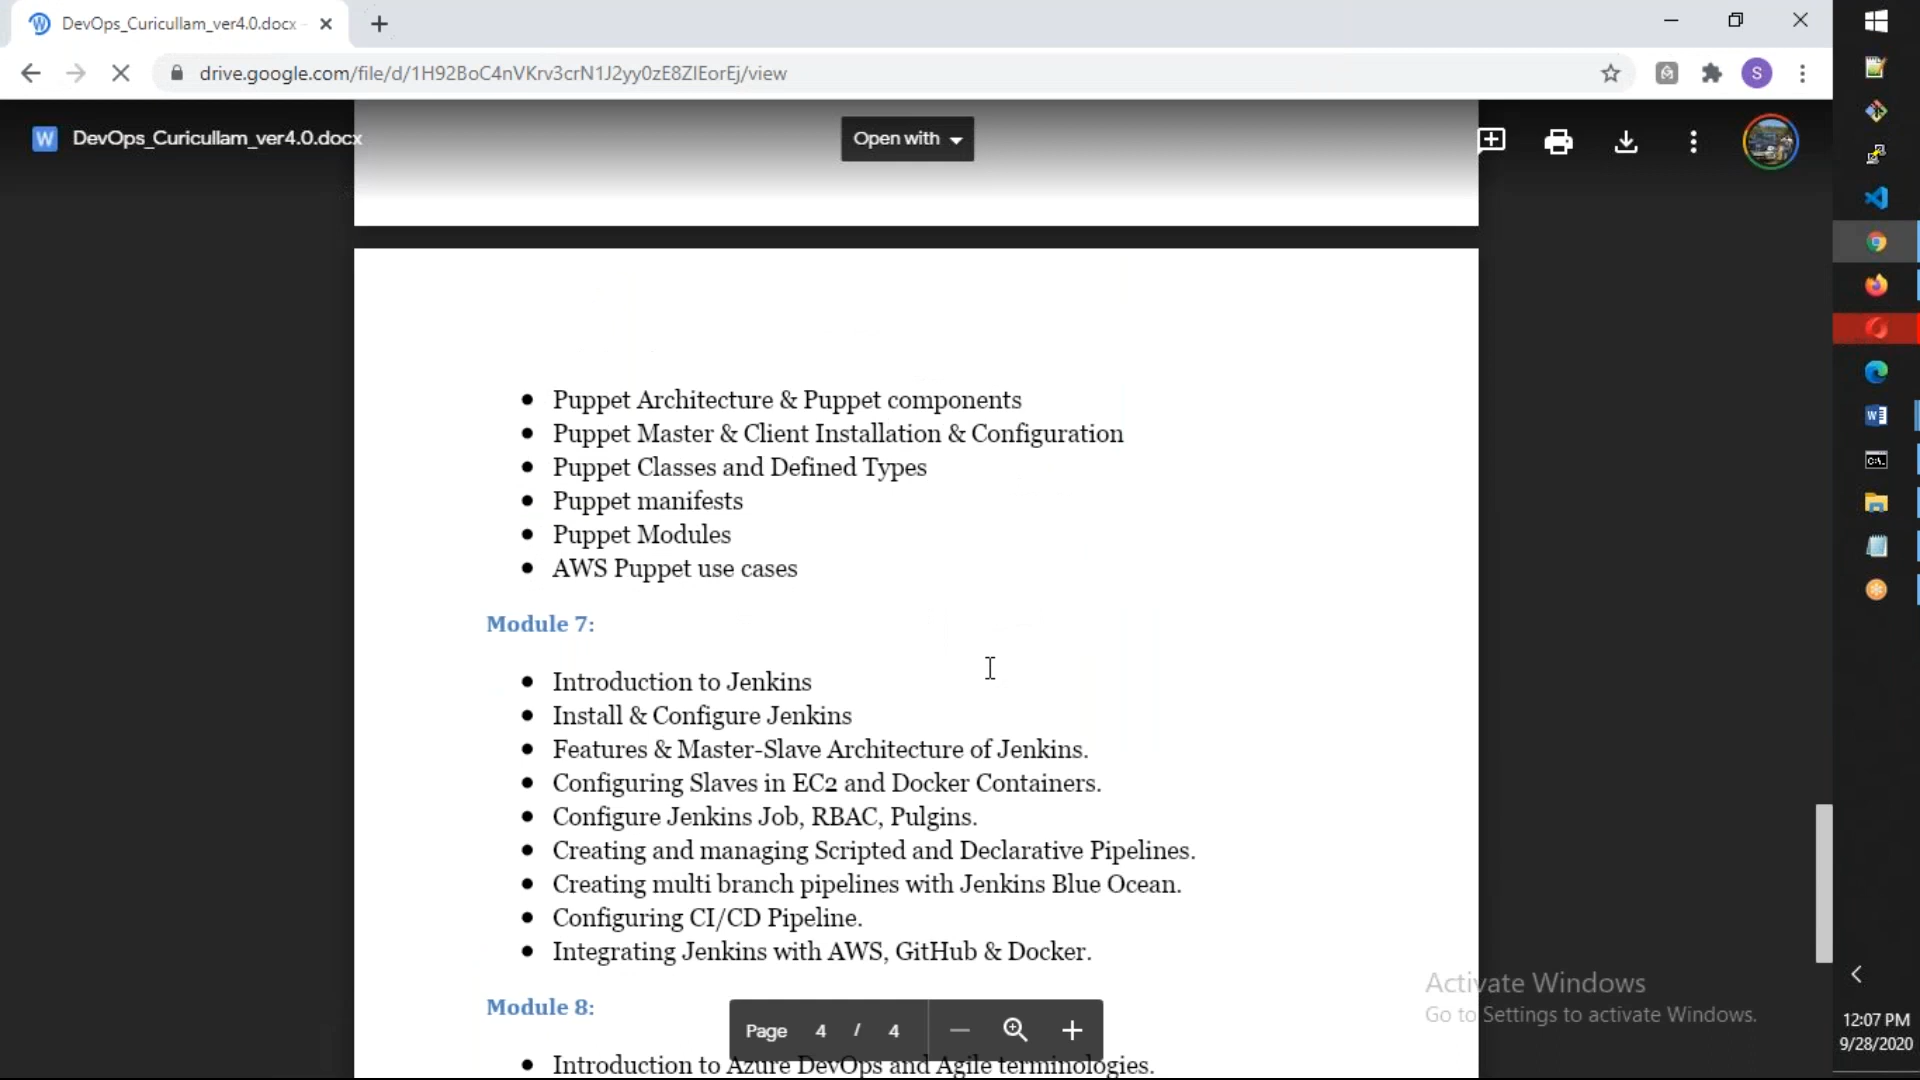 DevOps_Curicullam_ver4.0.docx -
drive.google.com/file/d/1H92BoC4nVKrv3crN1J2yy0zE8ZlEorEj/view
S
W DevOps_Curicullam_ver4.0.docx
Open with
• Puppet Architecture & Puppet components
• Puppet Master & Client Installation & Configuration
• Puppet Classes and Defined Types
• Puppet manifests
• Puppet Modules
• AWS Puppet use cases
Module 7:
• Introduction to Jenkins
• Install & Configure Jenkins
• Features & Master-Slave Architecture of Jenkins.
• Configuring Slaves in EC2 and Docker Containers.
• Configure Jenkins Job, RBAC, Pulgins.
• Creating and managing Scripted and Declarative Pipelines.
• Creating multi branch pipelines with Jenkins Blue Ocean.
• Configuring CI/CD Pipeline.
• Integrating Jenkins with AWS, GitHub & Docker.
Module 8:
• Introduction to Azure DevOps and Agile terminologies.
Page 4 / 4
Activate Windows
Go to Settings to activate Windows.
12:07 PM
9/28/2020